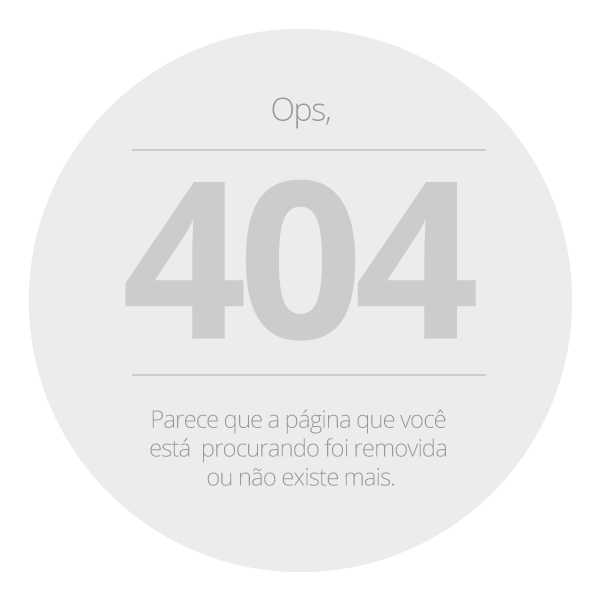 Ops,
404
Parece que a página que você
está procurando foi removida
ou não existe mais.